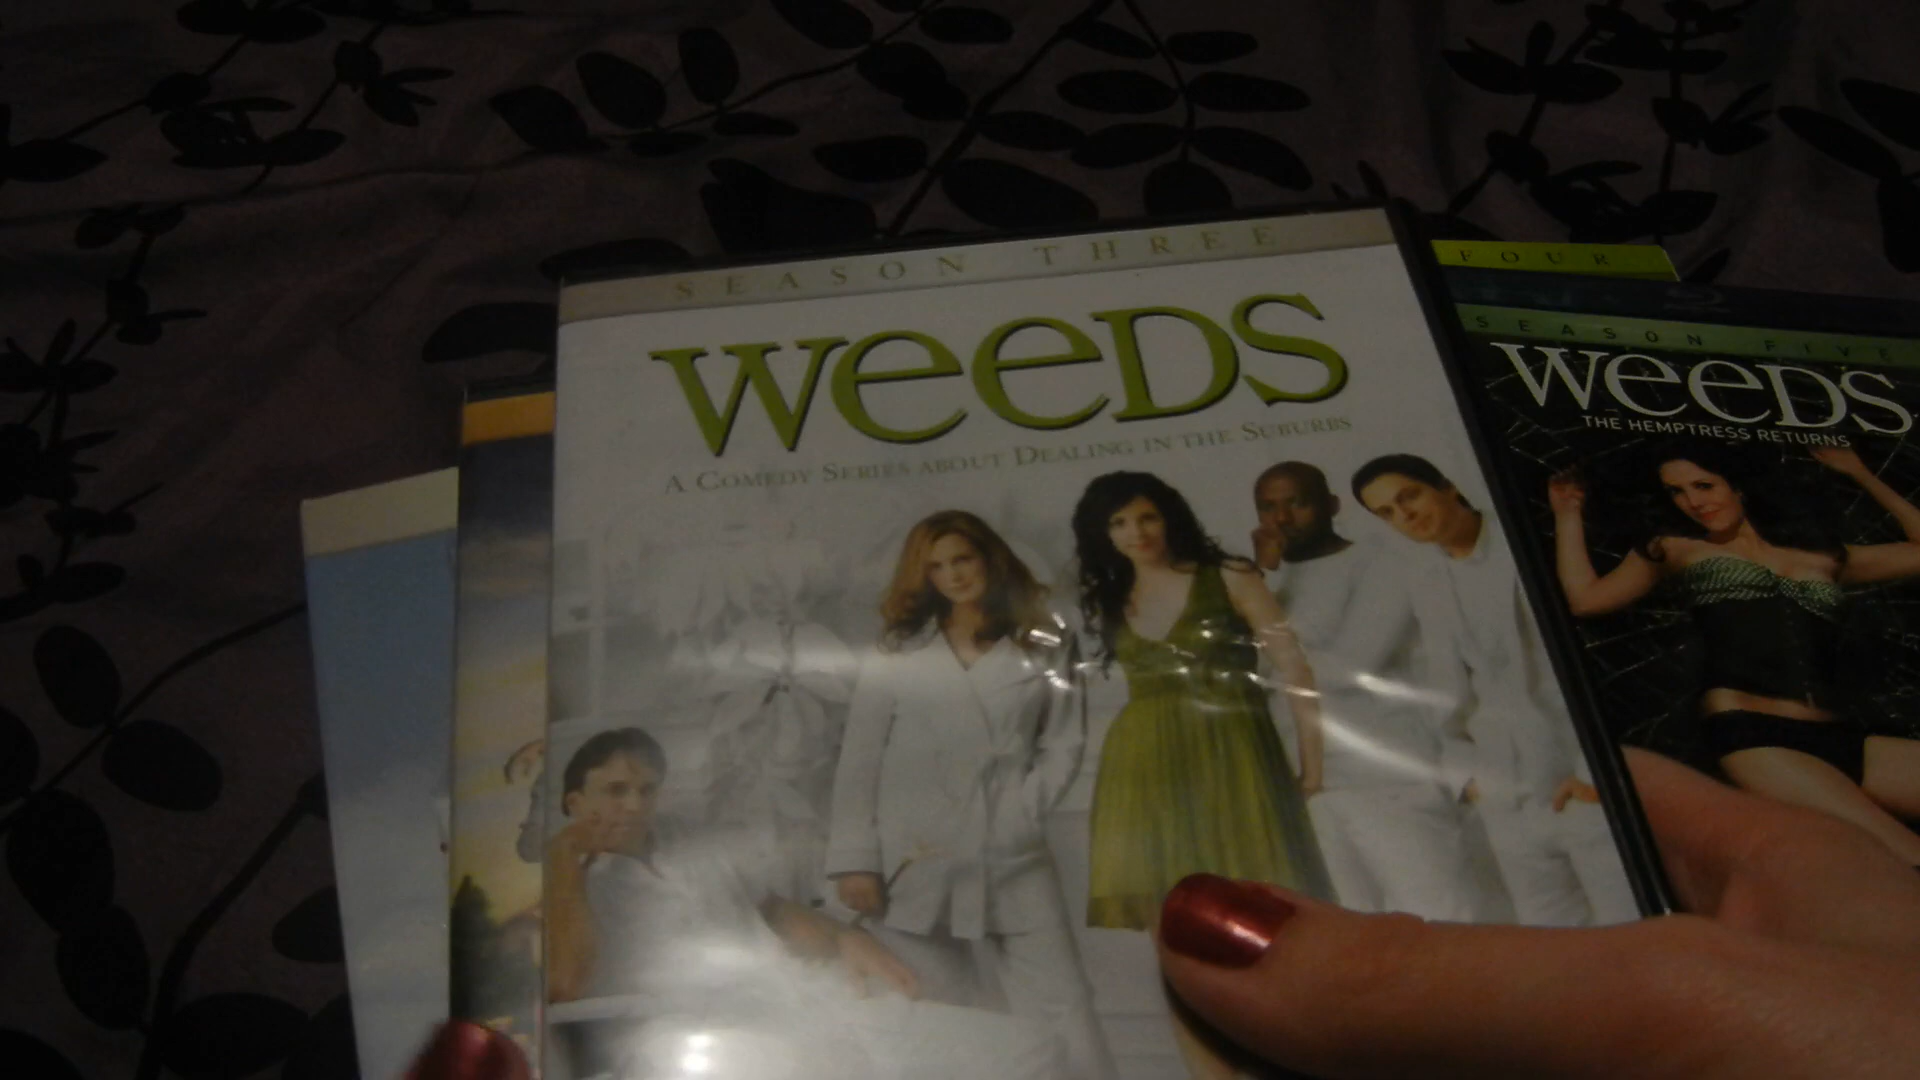 SEASON THREE
weeDs
A Comedy Series about Dealing in the Suburbs
FOUR
SEASON FIVE
weeDs
THE HEMPTRESS RETURNS